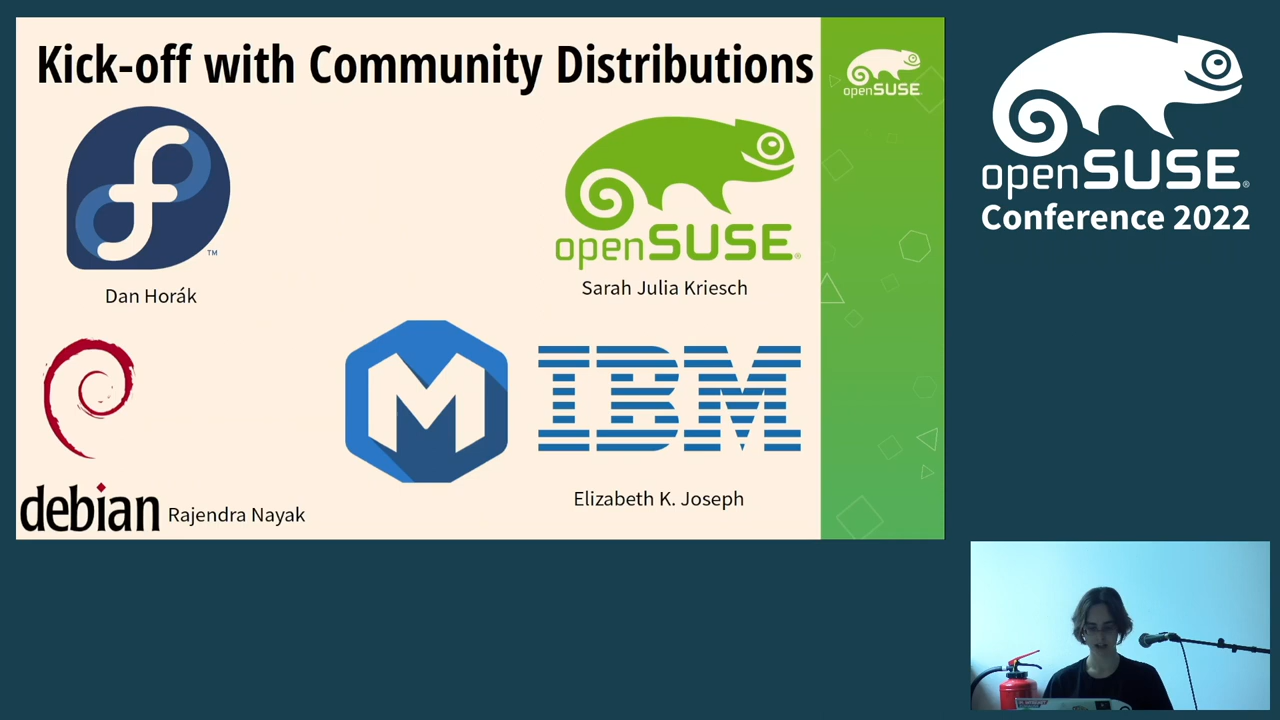 Kick-off with Community Distributions
openSUSE
TM
openSUSE®
Dan Horák
Sarah Julia Kriesch
M
IBM
debian
Rajendra Nayak
Elizabeth K. Joseph
openSUSE®
Conference 2022